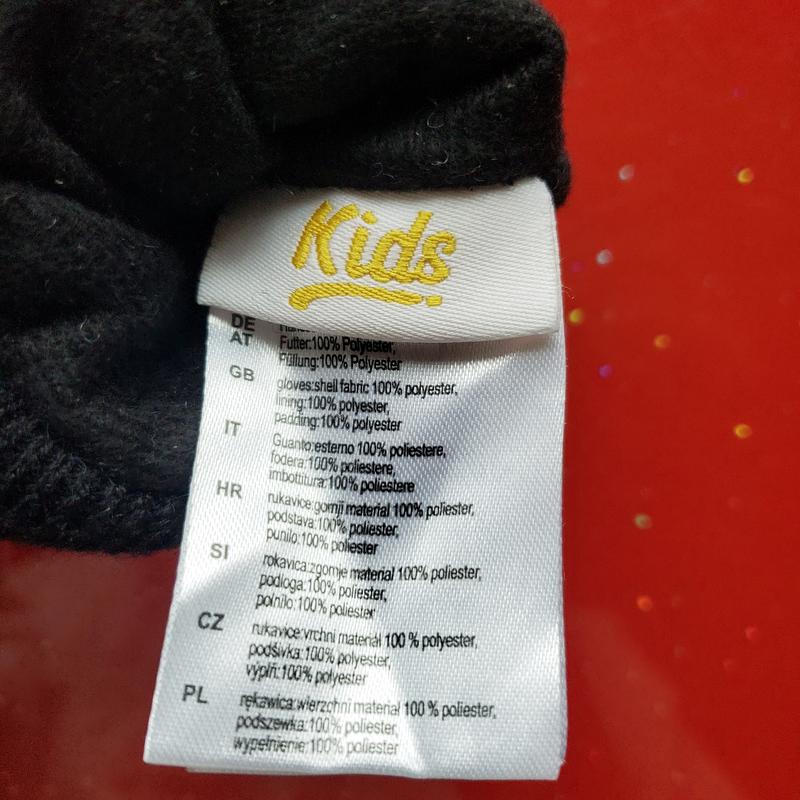 Kids
DE
AT
Futter:100% Polyester,
Füllung:100% Polyester
GB
gloves:shell fabric 100% polyester,
lining:100% polyester,
padding:100% polyester
IT
Guanto:esterno 100% poliestere,
fodera:100% poliestere,
imbottitura:100% poliestere
HR
rukavice:gornji material 100% poliester,
podstava:100% poliester,
punilo:100% poliester
SI
rokavica:zgornje material 100% poliester,
podloga:100% poliester,
polnilo:100% poliester
CZ
rukavice:vrchni materiál 100 % polyester,
podšívka:100% polyester,
výplň:100% polyester
PL
rękawica:wierzchni material 100 % poliester,
podszewka:100% poliester,
wypełnienie:100% poliester